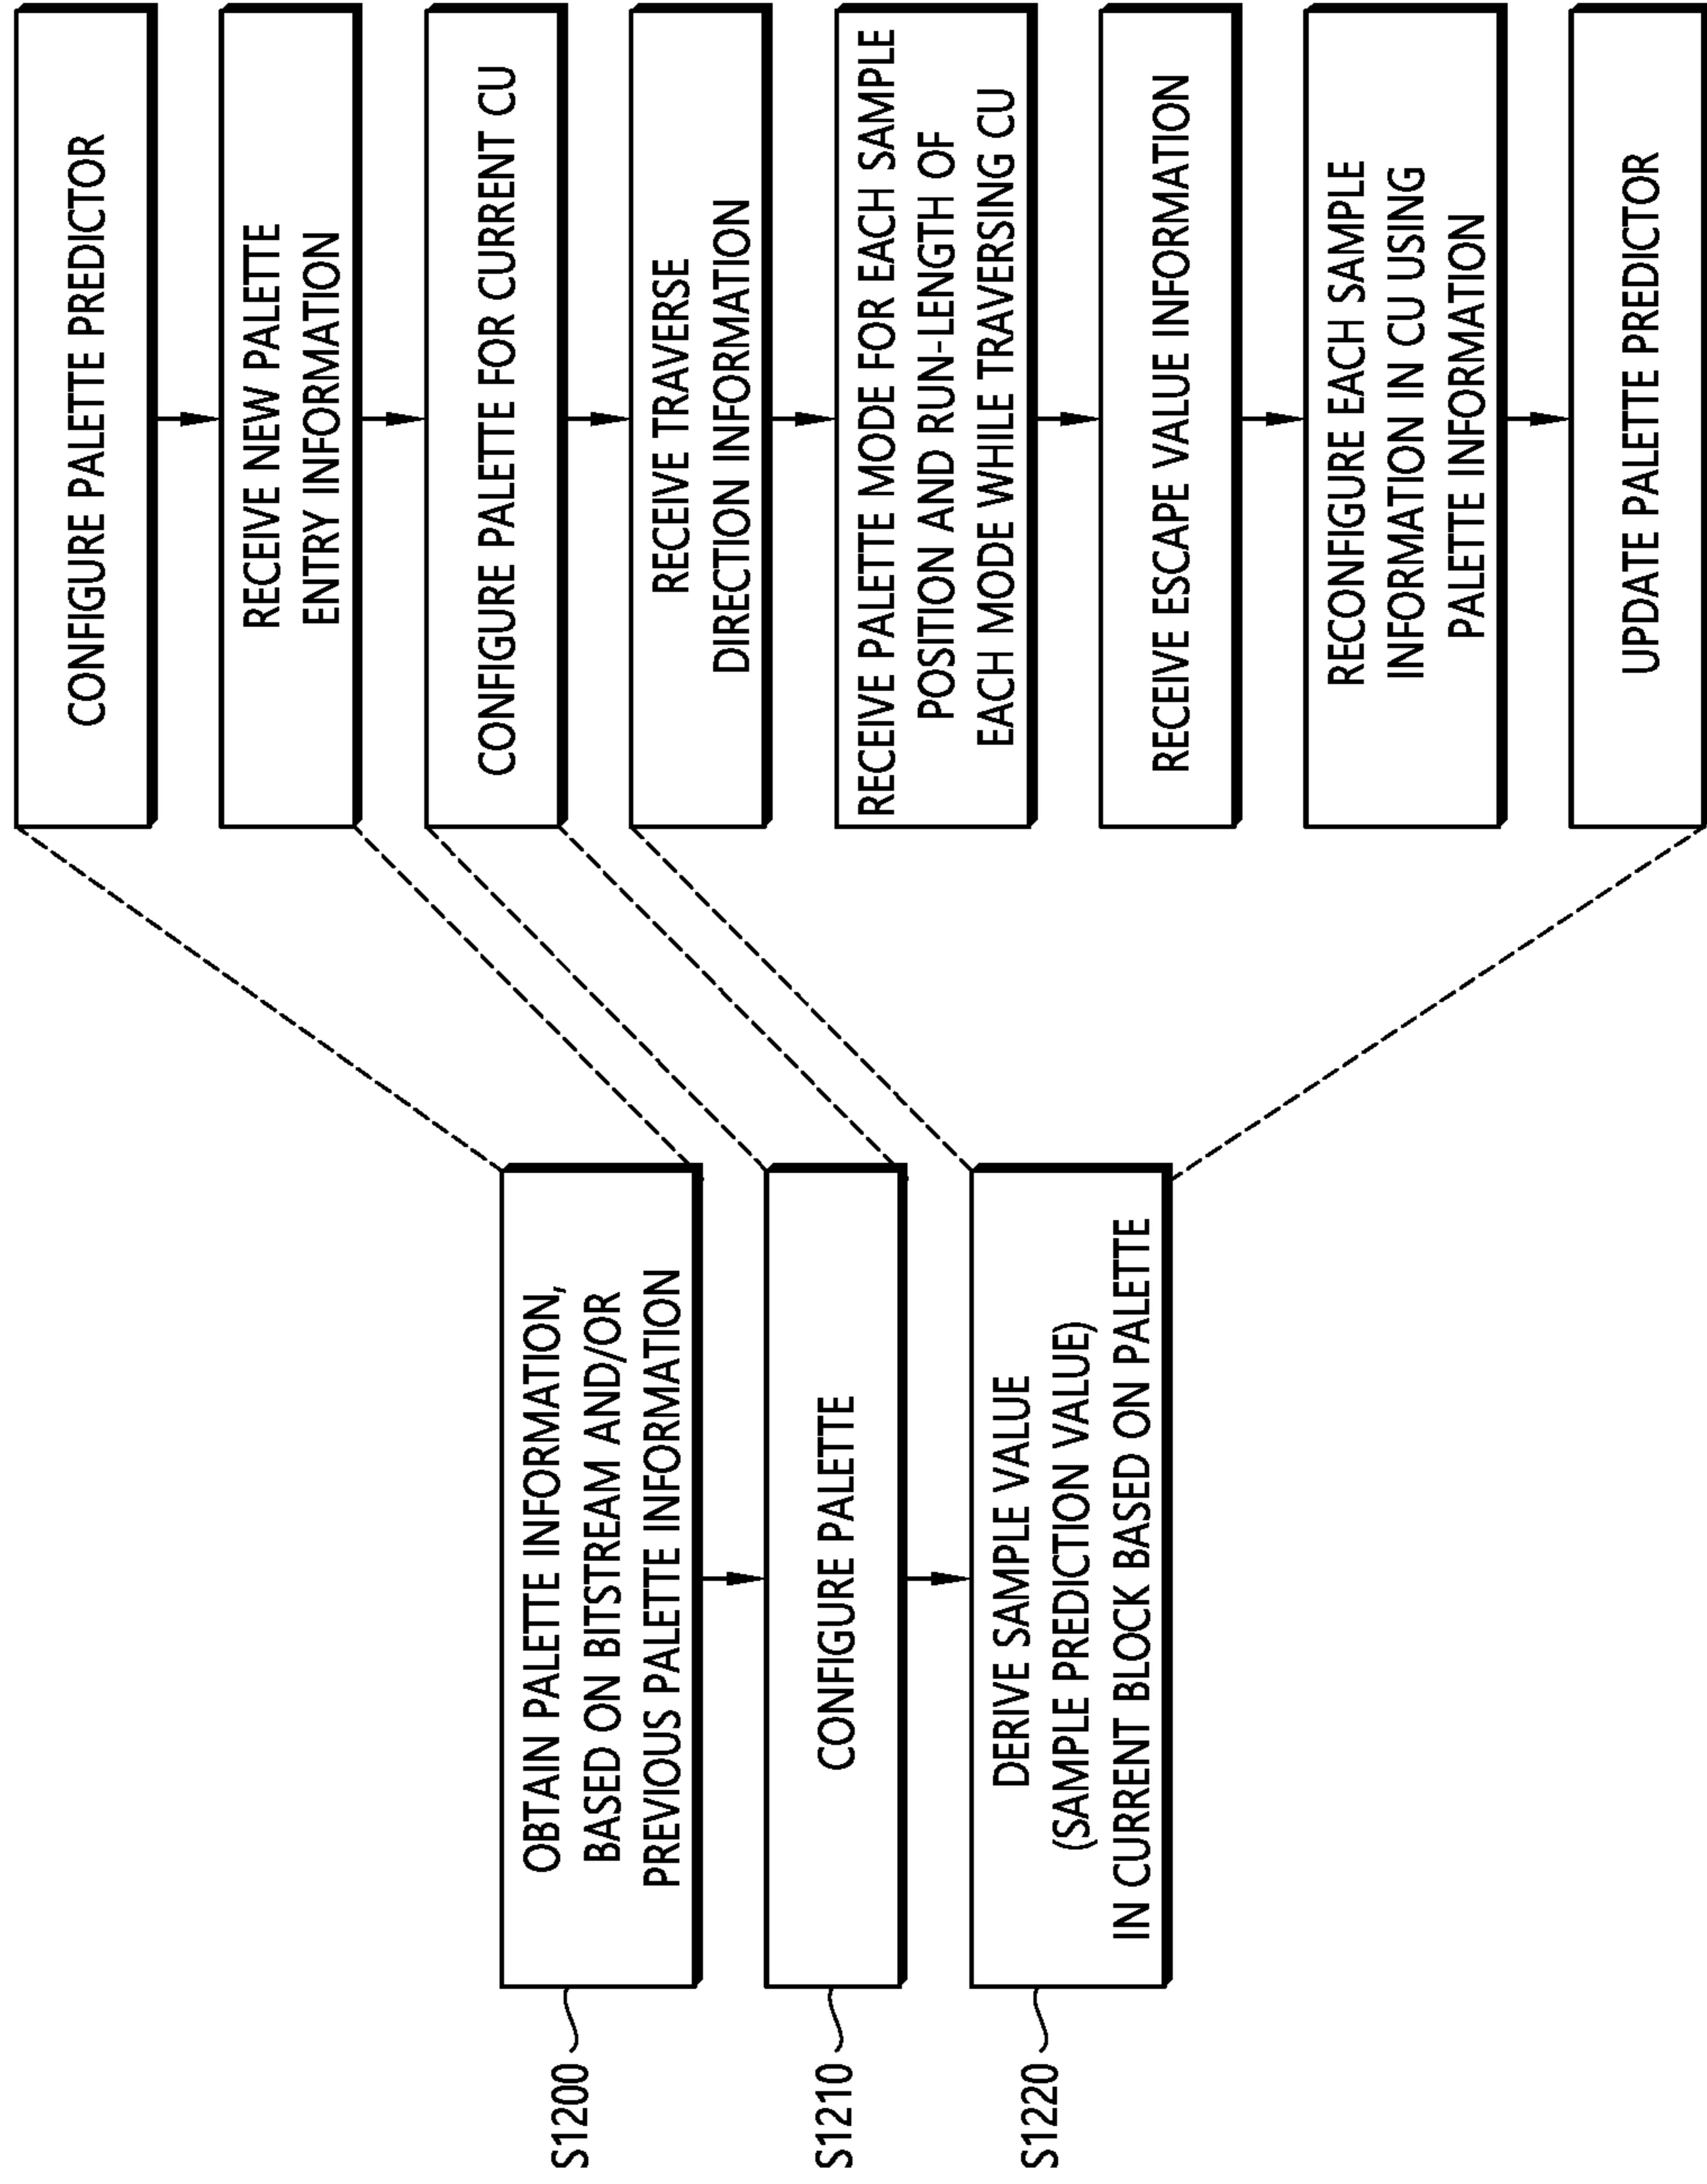 S1200
OBTAIN PALETTE INFORMATION,
BASED ON BITSTREAM AND/OR
PREVIOUS PALETTE INFORMATION
S1210
CONFIGURE PALETTE
S1220
DERIVE SAMPLE VALUE
(SAMPLE PREDICTION VALUE)
IN CURRENT BLOCK BASED ON PALETTE
CONFIGURE PALETTE PREDICTOR
RECEIVE NEW PALETTE
ENTRY INFORMATION
CONFIGURE PALETTE FOR CURRENT CU
RECEIVE TRAVERSE
DIRECTION INFORMATION
RECEIVE PALETTE MODE FOR EACH SAMPLE
POSITION AND RUN-LENGTH OF
EACH MODE WHILE TRAVERSING CU
RECEIVE ESCAPE VALUE INFORMATION
RECONFIGURE EACH SAMPLE
INFORMATION IN CU USING
PALETTE INFORMATION
UPDATE PALETTE PREDICTOR